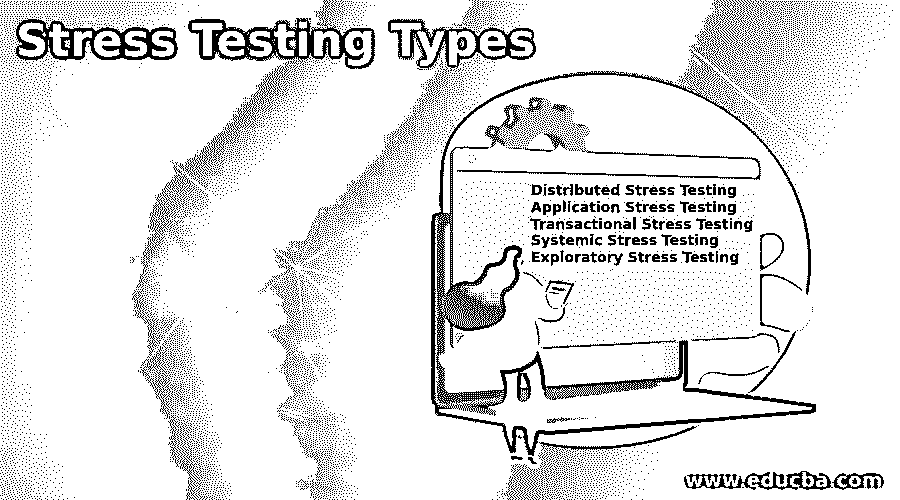 Stress Testing Types
Distributed Stress Testing
Application Stress Testing
Transactional Stress Testing
Systemic Stress Testing
Exploratory Stress Testing
www.educba.com